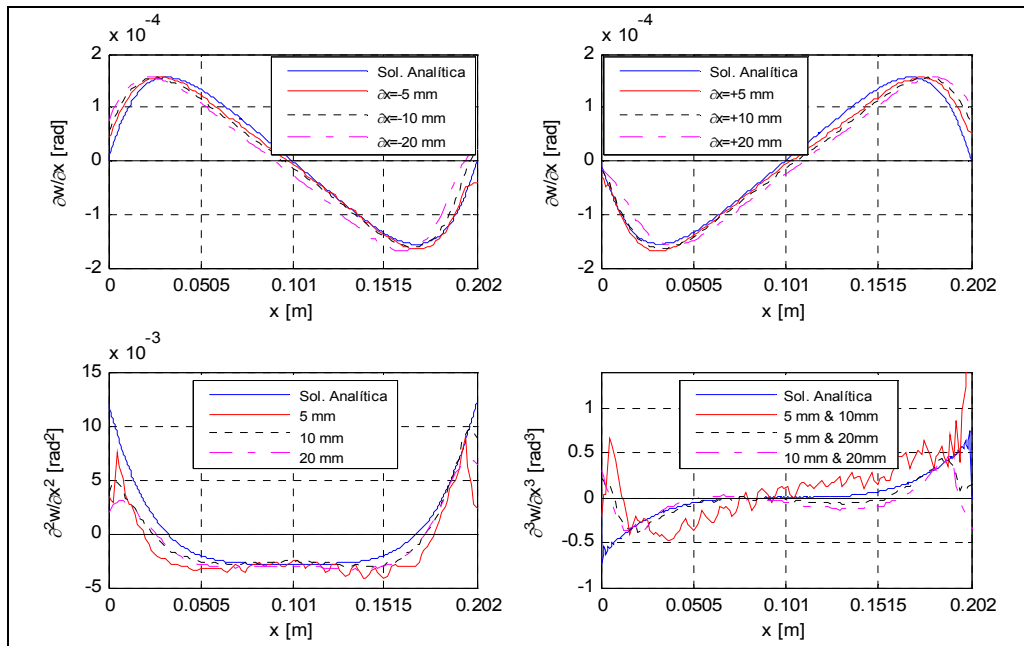 x 10⁻⁴
2
1
0
-1
-2
∂w/∂x [rad]
Sol. Analítica
∂x=-5 mm
∂x=-10 mm
∂x=-20 mm
0
0.0505
0.101
0.1515
0.202
x [m]
x 10⁻⁴
2
1
0
-1
-2
∂w/∂x [rad]
Sol. Analítica
∂x=+5 mm
∂x=+10 mm
∂x=+20 mm
0
0.0505
0.101
0.1515
0.202
x [m]
x 10⁻³
15
10
5
0
-5
∂²w/∂x² [rad²]
Sol. Analítica
5 mm
10 mm
20 mm
0
0.0505
0.101
0.1515
0.202
x [m]
1
0.5
0
-0.5
-1
∂³w/∂x³ [rad³]
Sol. Analítica
5 mm & 10mm
5 mm & 20mm
10 mm & 20mm
0
0.0505
0.101
0.1515
0.202
x [m]